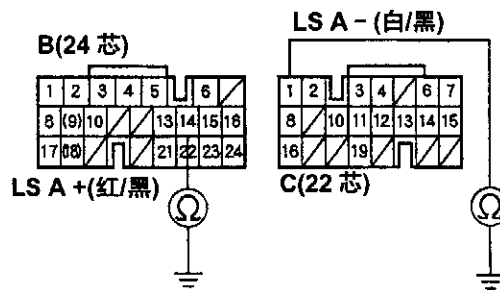 LS A－(白/黑)
B(24 芯)
1 2 3 4 5 6
8 (9) 10 13 14 15 16
17 (18) 21 22 23 24
LS A +(红/黑)
Ω
1 2 3 4 6 7
8 10 11 12 13 14 15
16 19
C(22 芯)
Ω